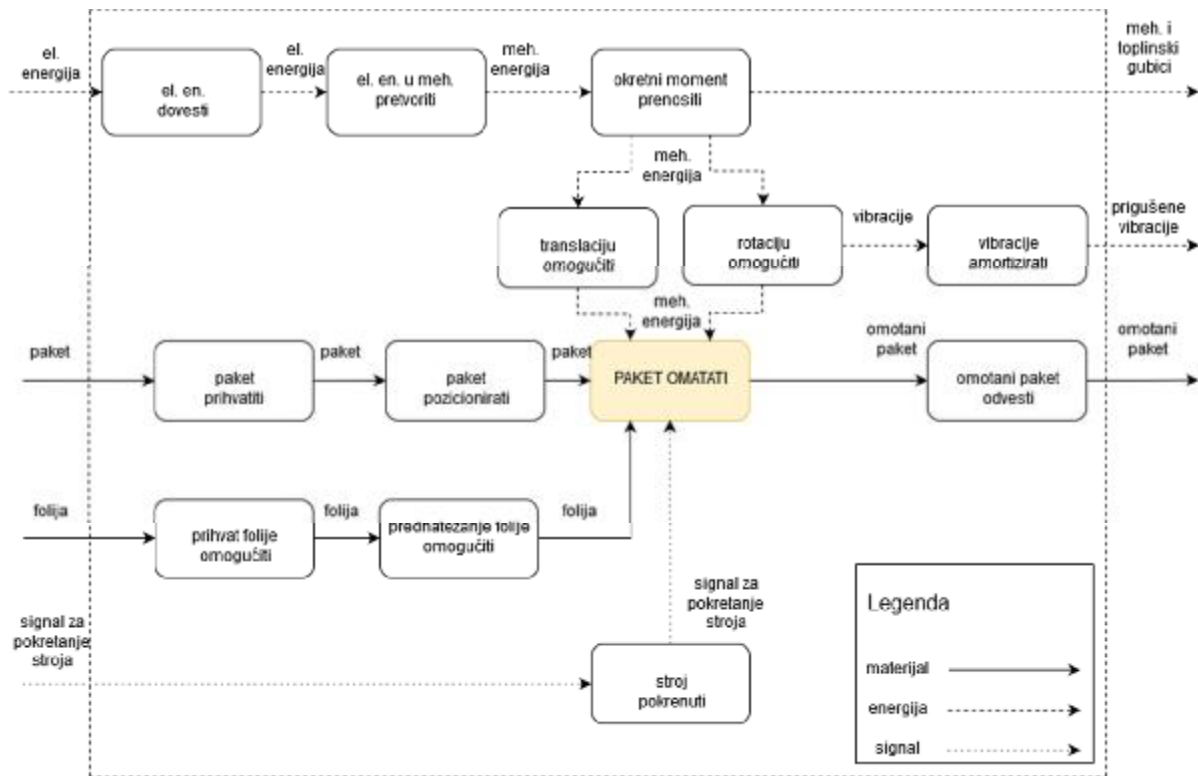 el.
energija
el. en.
dovesti
el.
energija
el. en. u meh.
pretvoriti
meh.
energija
okretni moment
prenositi
meh. i
toplinski
gubici
meh.
energija
translaciju
omogućiti
rotaciju
omogućiti
vibracije
vibracije
amortizirati
prigušene
vibracije
meh.
energija
paket
paket
prihvatiti
paket
paket
pozicionirati
paket
PAKET OMATATI
omotani
paket
omotani paket
odvesti
omotani
paket
folija
prihvat folije
omogućiti
folija
prednatezanje folije
omogućiti
folija
signal za
pokretanje
stroja
signal za
pokretanje
stroja
stroj
pokrenuti
Legenda
materijal
energija
signal